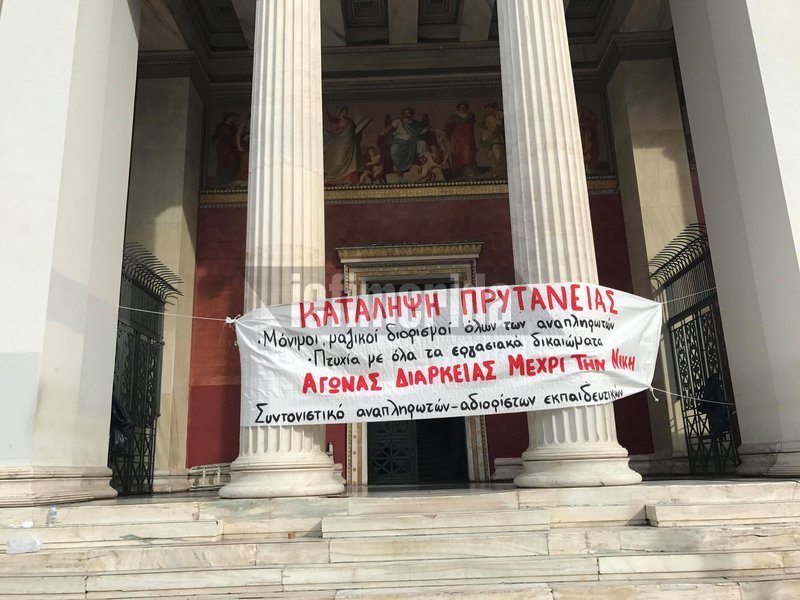 ΚΑΤΑΛΗΨΗ ΠΡΥΤΑΝΕΙΑΣ
·Μόνιμοι, μαζικοί διορισμοί όλων των αναπληρωτών
·Πτυχία με όλα τα εργασιακά δικαιώματα
ΑΓΩΝΑΣ ΔΙΑΡΚΕΙΑΣ ΜΕΧΡΙ ΤΗΝ ΝΙΚΗ
Συντονιστικό αναπληρωτών-αδιορίστων εκπαιδευτικών